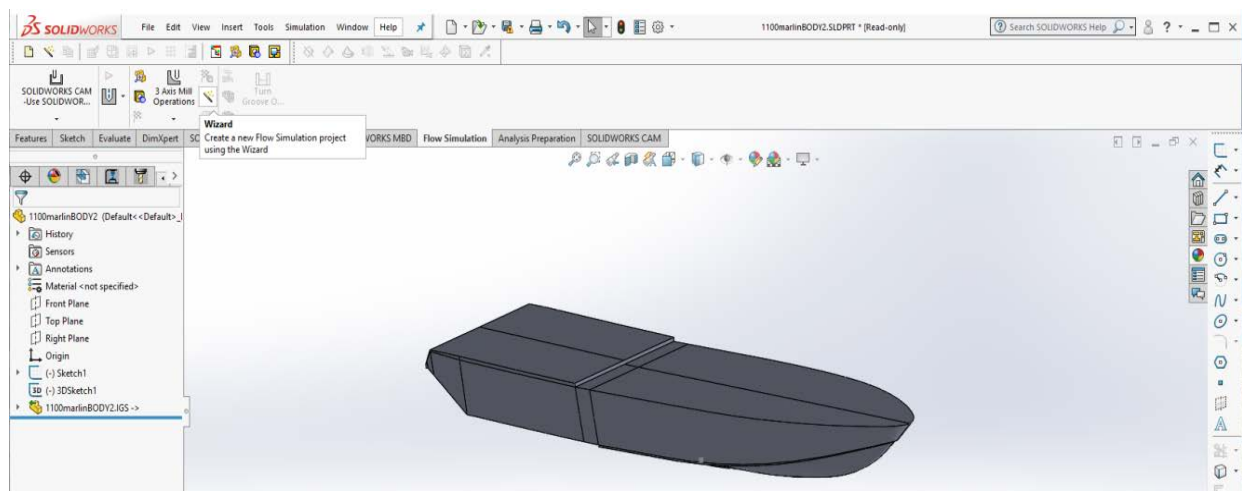 SOLIDWORKS File Edit View Insert Tools Simulation Window Help 1100marlinBODY2.SLDPRT * [Read-only] Search SOLIDWORKS Help ?
SOLIDWORKS CAM
-Use SOLIDWOR...
3 Axis Mill
Operations
Turn
Groove O...
Wizard
Create a new Flow Simulation project
using the Wizard
Features Sketch Evaluate DimXpert SO WORKS MBD Flow Simulation Analysis Preparation SOLIDWORKS CAM
1100marlinBODY2 (Default<<Default>_
History
Sensors
Annotations
Material <not specified>
Front Plane
Top Plane
Right Plane
Origin
(-) Sketch1
3D (-) 3DSketch1
1100marlinBODY2.IGS ->